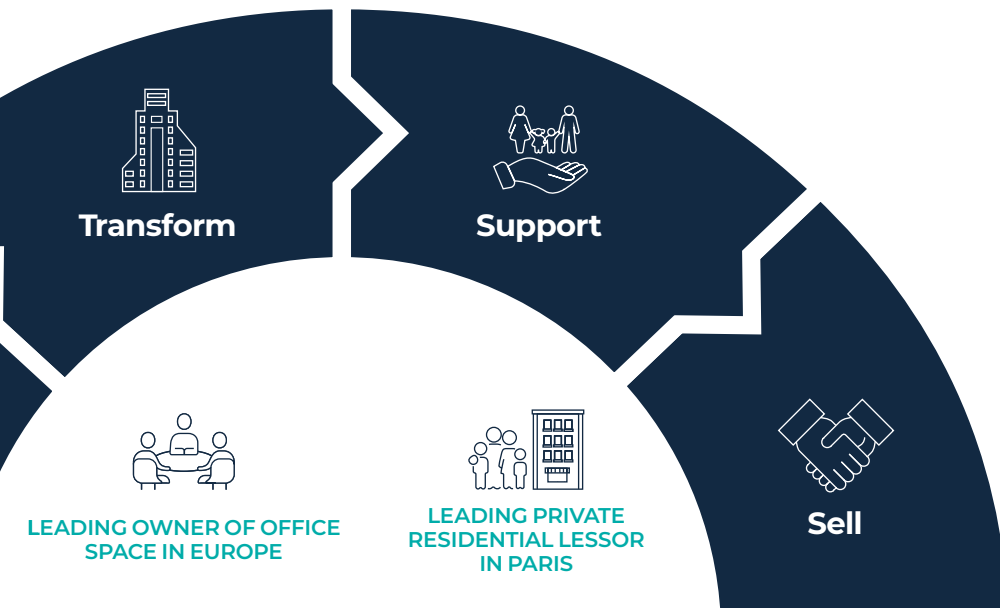 Transform
Support
Sell
LEADING OWNER OF OFFICE
SPACE IN EUROPE
LEADING PRIVATE
RESIDENTIAL LESSOR
IN PARIS